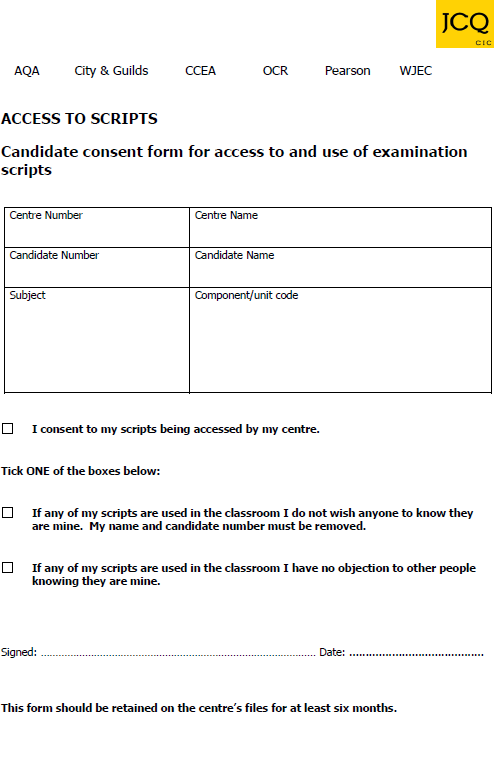 JCQ
CIC
AQA City & Guilds CCEA OCR Pearson WJEC
ACCESS TO SCRIPTS
Candidate consent form for access to and use of examination
scripts
Centre Number Centre Name
Candidate Number Candidate Name
Subject Component/unit code
I consent to my scripts being accessed by my centre.
Tick ONE of the boxes below:
If any of my scripts are used in the classroom I do not wish anyone to know they
are mine.  My name and candidate number must be removed.
If any of my scripts are used in the classroom I have no objection to other people
knowing they are mine.
Signed: ........................................................................................... Date: .........................................
This form should be retained on the centre’s files for at least six months.